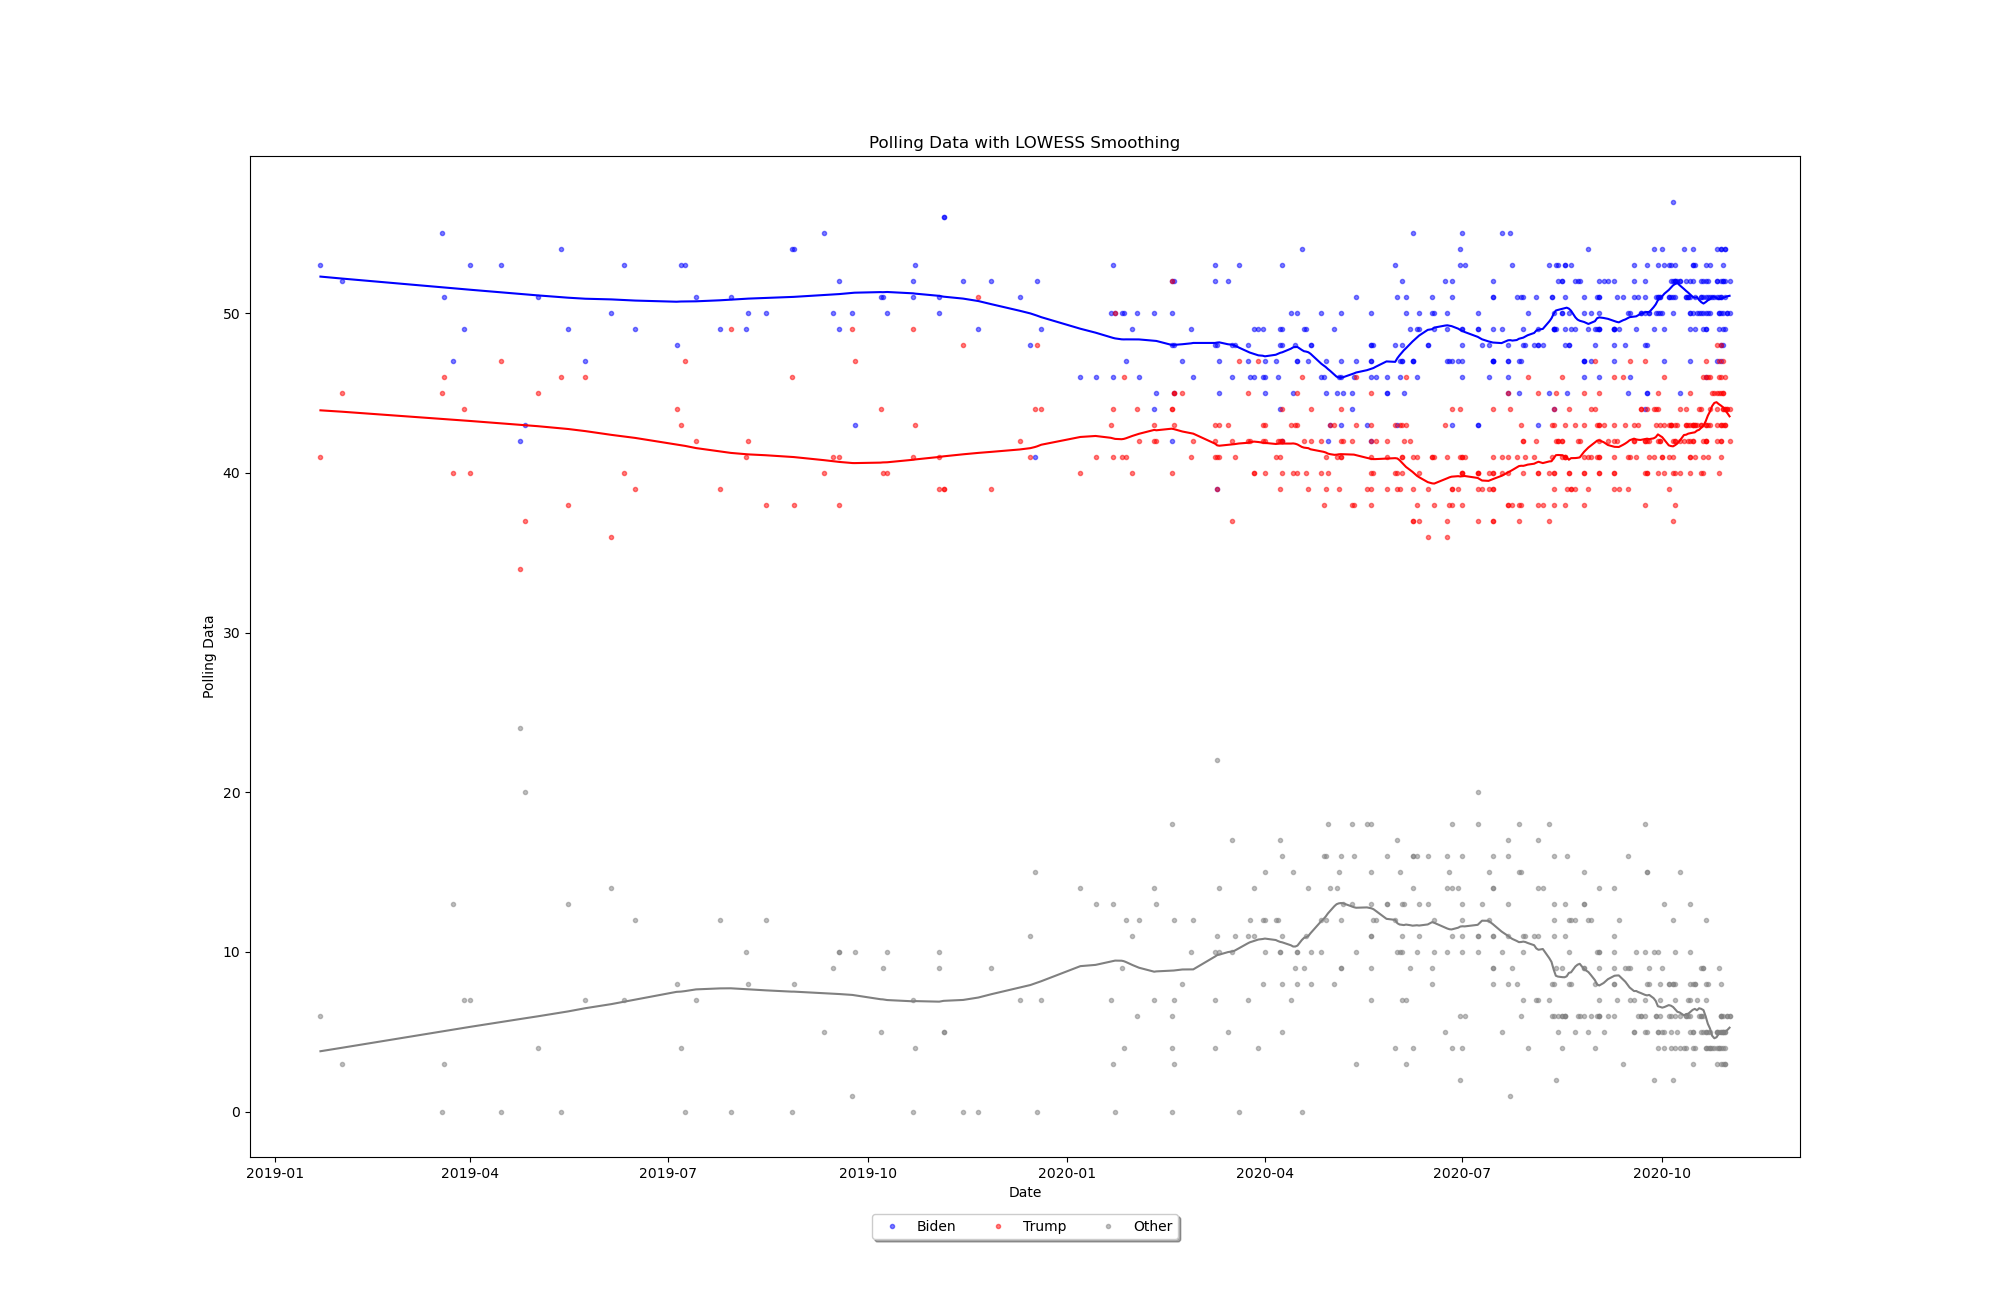 Polling Data with LOWESS Smoothing
Polling Data
50
40
30
20
10
0
2019-01 2019-04 2019-07 2019-10 2020-01 2020-04 2020-07 2020-10
Date
Biden Trump Other